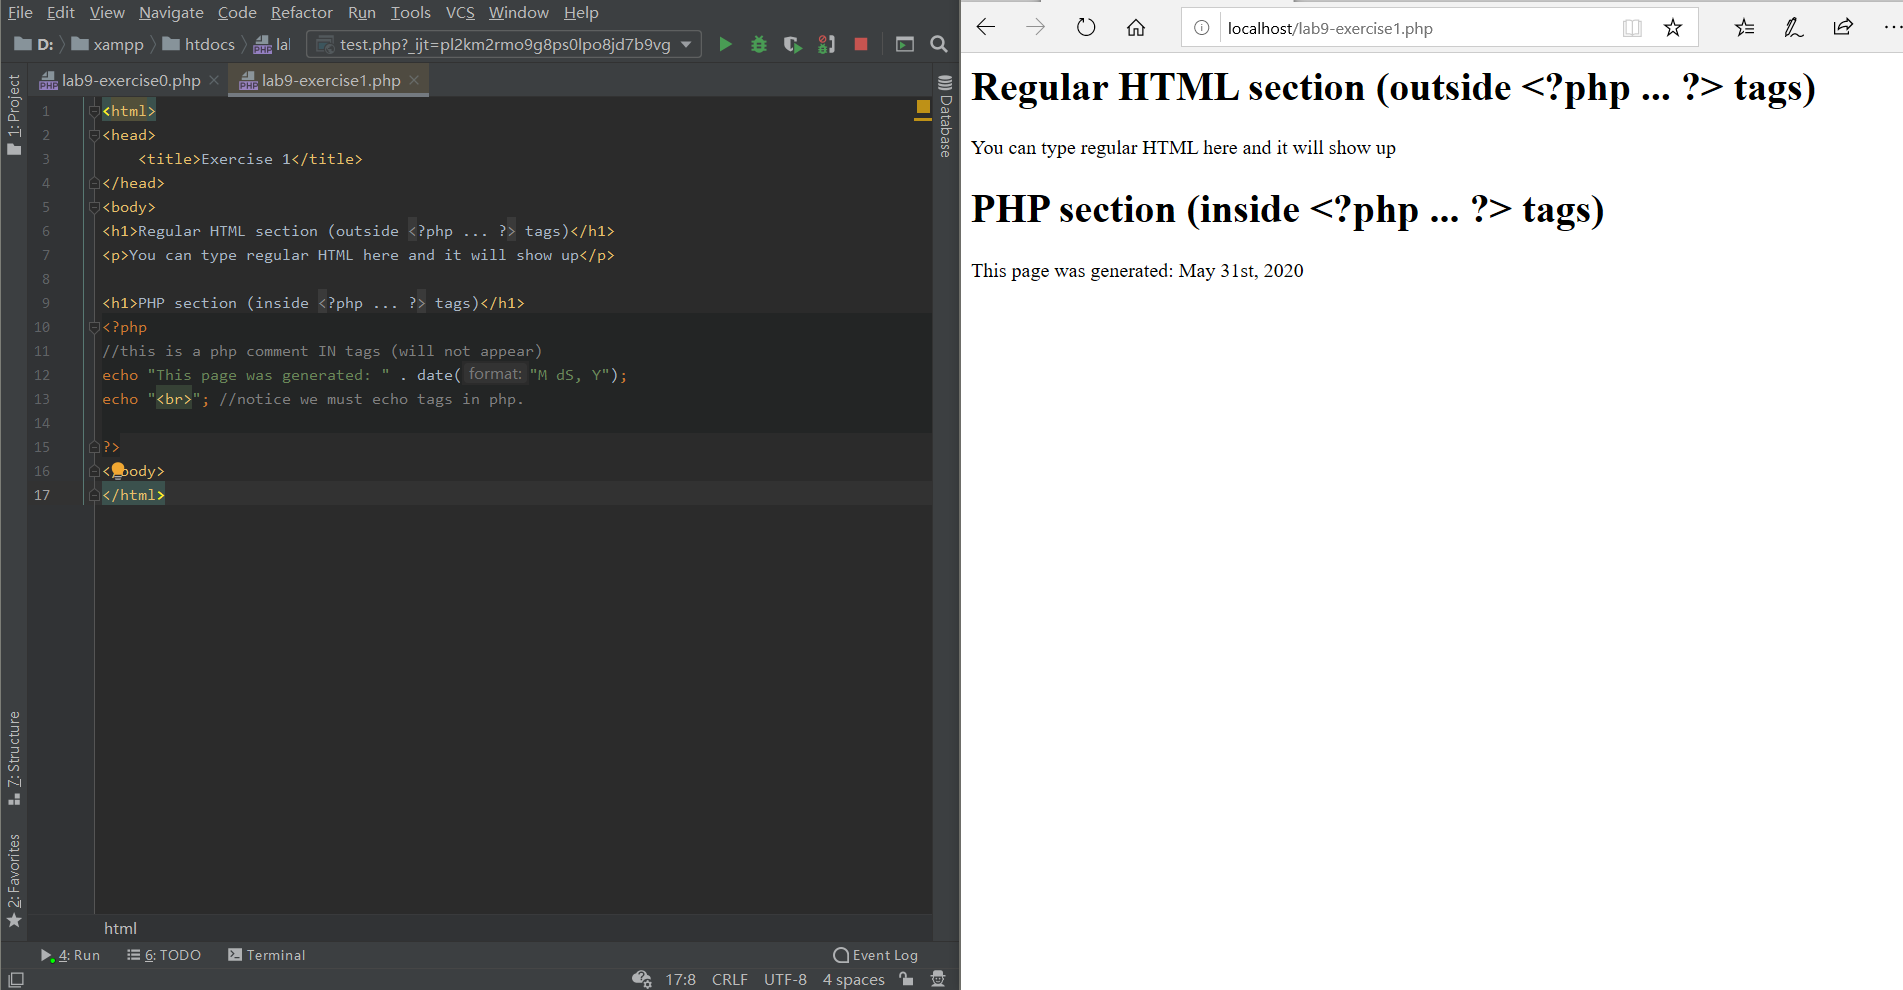 File Edit View Navigate Code Refactor Run Tools VCS Window Help
D: xampp htdocs la test.php?_ijt=pl2km2rmo9g8ps0lpo8jd7b9vg
lab9-exercise0.php lab9-exercise1.php
1: Project
7: Structure
2: Favorites
1 <html>
2 <head>
3 <title>Exercise 1</title>
4 </head>
5 <body>
6 <h1>Regular HTML section (outside <?php ... ?> tags)</h1>
7 <p>You can type regular HTML here and it will show up</p>
8
9 <h1>PHP section (inside <?php ... ?> tags)</h1>
10 <?php
11 //this is a php comment IN tags (will not appear)
12 echo "This page was generated: " . date( format: "M dS, Y");
13 echo "<br>"; //notice we must echo tags in php.
14
15 ?>
16 < body>
17 </html>
Database
html
4: Run 6: TODO Terminal Event Log
17:8 CRLF UTF-8 4 spaces
localhost/lab9-exercise1.php
Regular HTML section (outside <?php ... ?> tags)
You can type regular HTML here and it will show up
PHP section (inside <?php ... ?> tags)
This page was generated: May 31st, 2020